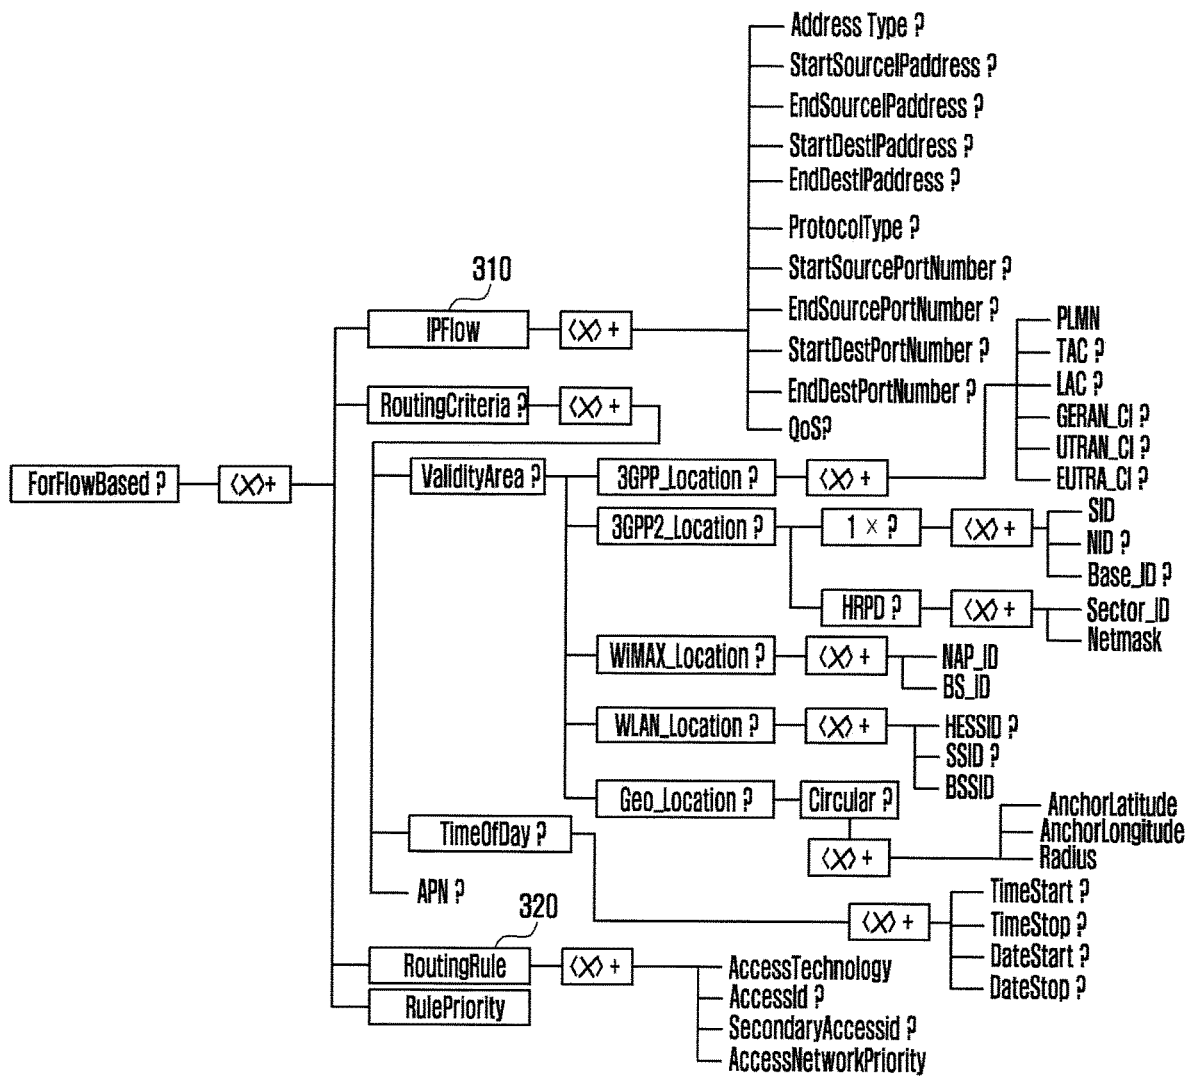 Address Type ?
StartSourceIPaddress ?
EndSourceIPaddress ?
StartDestIPaddress ?
EndDestIPaddress ?
ProtocolType ?
StartSourcePortNumber ?
EndSourcePortNumber ?
StartDestPortNumber ?
EndDestPortNumber ?
QoS?
310
IPFlow
<X> +
RoutingCriteria ?
<X> +
PLMN
TAC ?
LAC ?
GERAN_CI ?
UTRAN_CI ?
EUTRA_CI ?
ForFlowBased ?
<X>+
ValidityArea ?
3GPP_Location ?
<X> +
3GPP2_Location ?
1 × ?
<X> +
SID
NID ?
Base_ID ?
HRPD ?
<X> +
Sector_ID
Netmask
WiMAX_Location ?
<X> +
NAP_ID
BS_ID
WLAN_Location ?
<X> +
HESSID ?
SSID ?
BSSID
Geo_Location ?
Circular ?
<X> +
AnchorLatitude
AnchorLongitude
Radius
TimeOfDay ?
<X> +
TimeStart ?
TimeStop ?
DateStart ?
DateStop ?
APN ?
320
RoutingRule
<X> +
AccessTechnology
AccessId ?
SecondaryAccessid ?
AccessNetworkPriority
RulePriority